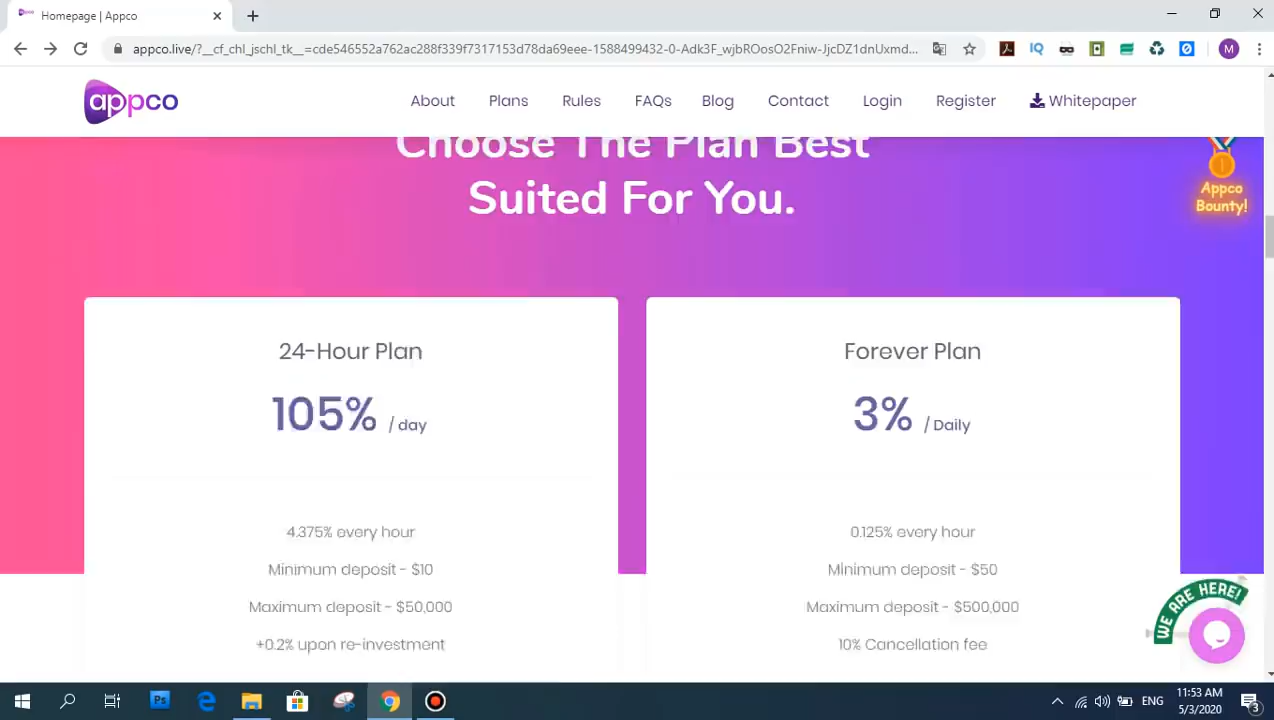 Homepage | Appco
appco.live/?__cf_chl_jschl_tk__=cde546552a762ac288f339f7317153d78da69eee-1588499432-0-Adk3F_wjbROosO2Fniw-JjcDZ1dnUxmd...
M
appco
About Plans Rules FAQs Blog Contact Login Register Whitepaper
Choose The Plan Best
Suited For You.
Appco
Bounty!
24-Hour Plan
105% / day
4.375% every hour
Minimum deposit - $10
Maximum deposit - $50,000
+0.2% upon re-investment
Forever Plan
3% / Daily
0.125% every hour
Minimum deposit - $50
Maximum deposit - $500,000
10% Cancellation fee
WE ARE HERE!
Ps
ENG
11:53 AM
5/3/2020
3